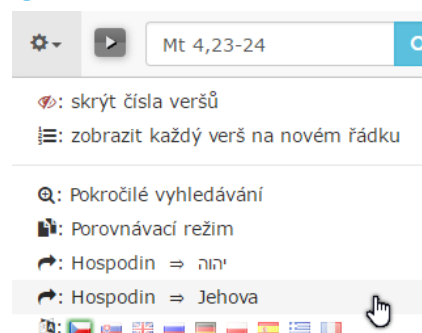 Mt 4,23-24
: skrýt čísla veršů
: zobrazit každý verš na novém řádku
: Pokročilé vyhledávání
: Porovnávací režim
: Hospodin ⇒ יהוה
: Hospodin ⇒ Jehova
: